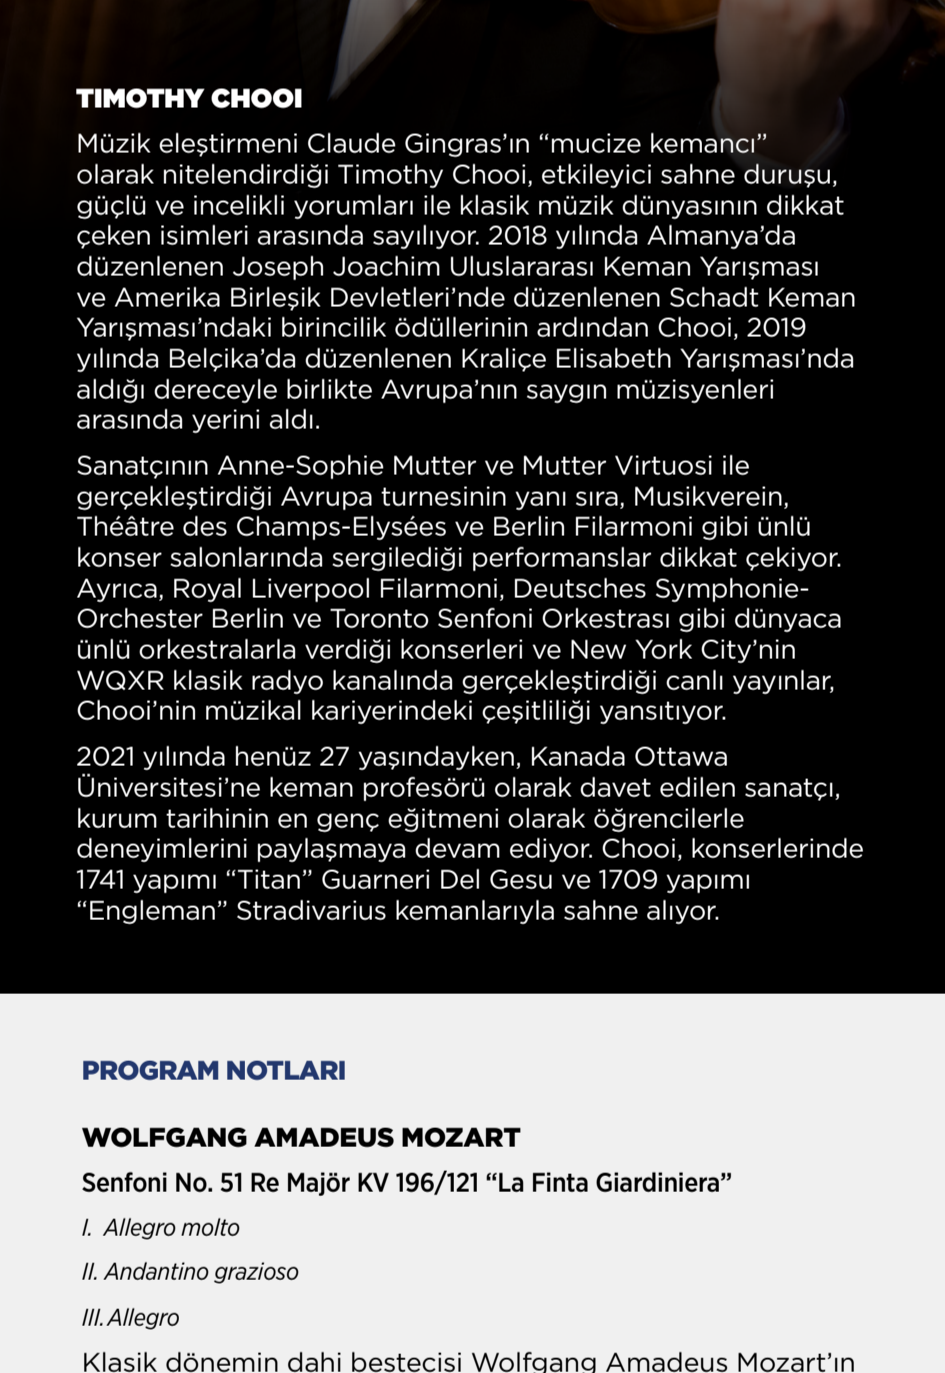 TIMOTHY CHOOI
Müzik eleştirmeni Claude Gingras’ın “mucize kemancı”
olarak nitelendirdiği Timothy Chooi, etkileyici sahne duruşu,
güçlü ve incelikli yorumları ile klasik müzik dünyasının dikkat
çeken isimleri arasında sayılıyor. 2018 yılında Almanya’da
düzenlenen Joseph Joachim Uluslararası Keman Yarışması
ve Amerika Birleşik Devletleri’nde düzenlenen Schadt Keman
Yarışması’ndaki birincilik ödüllerinin ardından Chooi, 2019
yılında Belçika’da düzenlenen Kraliçe Elisabeth Yarışması’nda
aldığı dereceyle birlikte Avrupa’nın saygın müzisyenleri
arasında yerini aldı.
Sanatçının Anne-Sophie Mutter ve Mutter Virtuosi ile
gerçekleştirdiği Avrupa turnesinin yanı sıra, Musikverein,
Théâtre des Champs-Elysées ve Berlin Filarmoni gibi ünlü
konser salonlarında sergilediği performanslar dikkat çekiyor.
Ayrıca, Royal Liverpool Filarmoni, Deutsches Symphonie-
Orchester Berlin ve Toronto Senfoni Orkestrası gibi dünyaca
ünlü orkestralarla verdiği konserleri ve New York City’nin
WQXR klasik radyo kanalında gerçekleştirdiği canlı yayınlar,
Chooi’nin müzikal kariyerindeki çeşitliliği yansıtıyor.
2021 yılında henüz 27 yaşındayken, Kanada Ottawa
Üniversitesi’ne keman profesörü olarak davet edilen sanatçı,
kurum tarihinin en genç eğitmeni olarak öğrencilerle
deneyimlerini paylaşmaya devam ediyor. Chooi, konserlerinde
1741 yapımı “Titan” Guarneri Del Gesu ve 1709 yapımı
“Engleman” Stradivarius kemanlarıyla sahne alıyor.
PROGRAM NOTLARI
WOLFGANG AMADEUS MOZART
Senfoni No. 51 Re Majör KV 196/121 “La Finta Giardiniera”
I. Allegro molto
II. Andantino grazioso
III. Allegro
Klasik dönemin dahi bestecisi Wolfgang Amadeus Mozart’ın